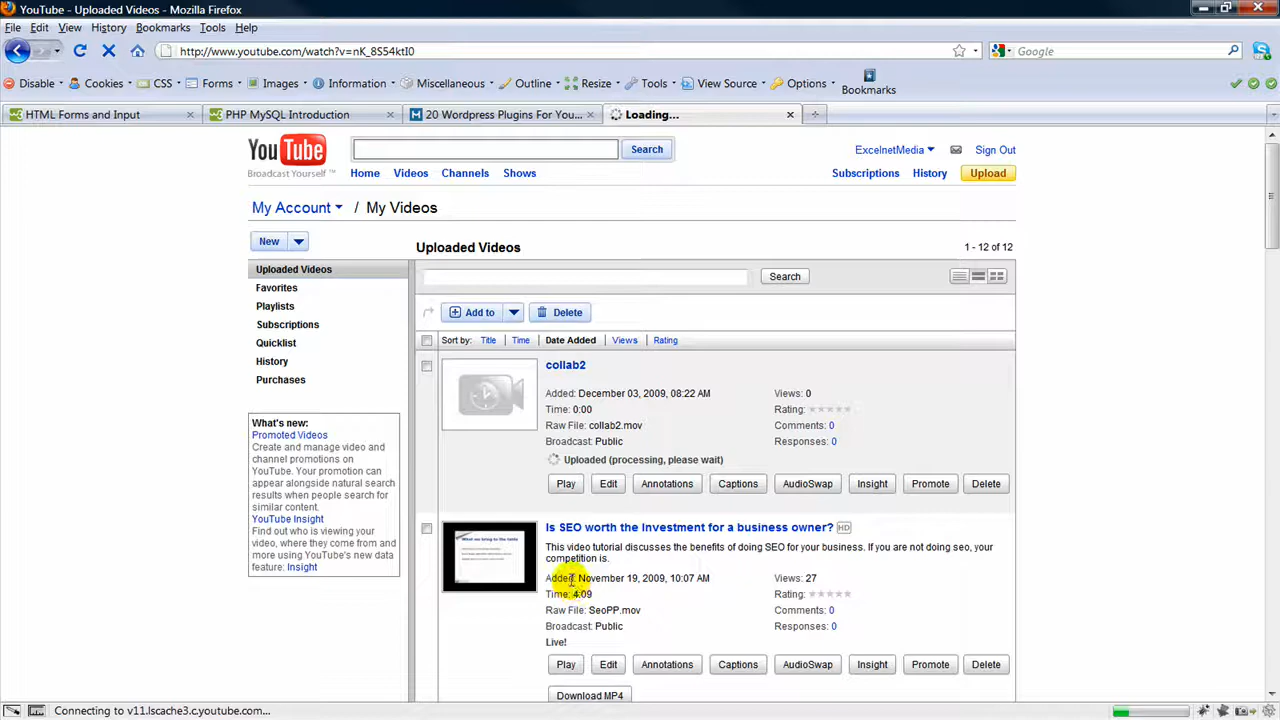 YouTube - Uploaded Videos - Mozilla Firefox
File Edit View History Bookmarks Tools Help
http://www.youtube.com/watch?v=nK_8S54ktI0
Google
Disable Cookies CSS Forms Images Information Miscellaneous Outline Resize Tools View Source Options Bookmarks
HTML Forms and Input
PHP MySQL Introduction
20 Wordpress Plugins For You...
Loading...
YouTube
Broadcast Yourself™
Search
ExcelnetMedia
Sign Out
Home Videos Channels Shows
Subscriptions History Upload
My Account / My Videos
New
Uploaded Videos
Favorites
Playlists
Subscriptions
Quicklist
History
Purchases
What's new:
Promoted Videos
Create and manage video and
channel promotions on
YouTube. Your promotion can
appear alongside natural search
results when people search for
similar content.
YouTube Insight
Find out who is viewing your
video, where they come from and
more using YouTube's new data
feature: Insight
Uploaded Videos
1 - 12 of 12
Search
Add to
Delete
Sort by: Title Time Date Added Views Rating
collab2
Added: December 03, 2009, 08:22 AM
Views: 0
Time: 0:00
Rating:
Raw File: collab2.mov
Comments: 0
Broadcast: Public
Responses: 0
Uploaded (processing, please wait)
Play Edit Annotations Captions AudioSwap Insight Promote Delete
Is SEO worth the Investment for a business owner? HD
This video tutorial discusses the benefits of doing SEO for your business. If you are not doing seo, your
competition is.
Added: November 19, 2009, 10:07 AM
Views: 27
Time: 4:09
Rating:
Raw File: SeoPP.mov
Comments: 0
Broadcast: Public
Responses: 0
Live!
Play Edit Annotations Captions AudioSwap Insight Promote Delete
Download MP4
Connecting to v11.lscache3.c.youtube.com...